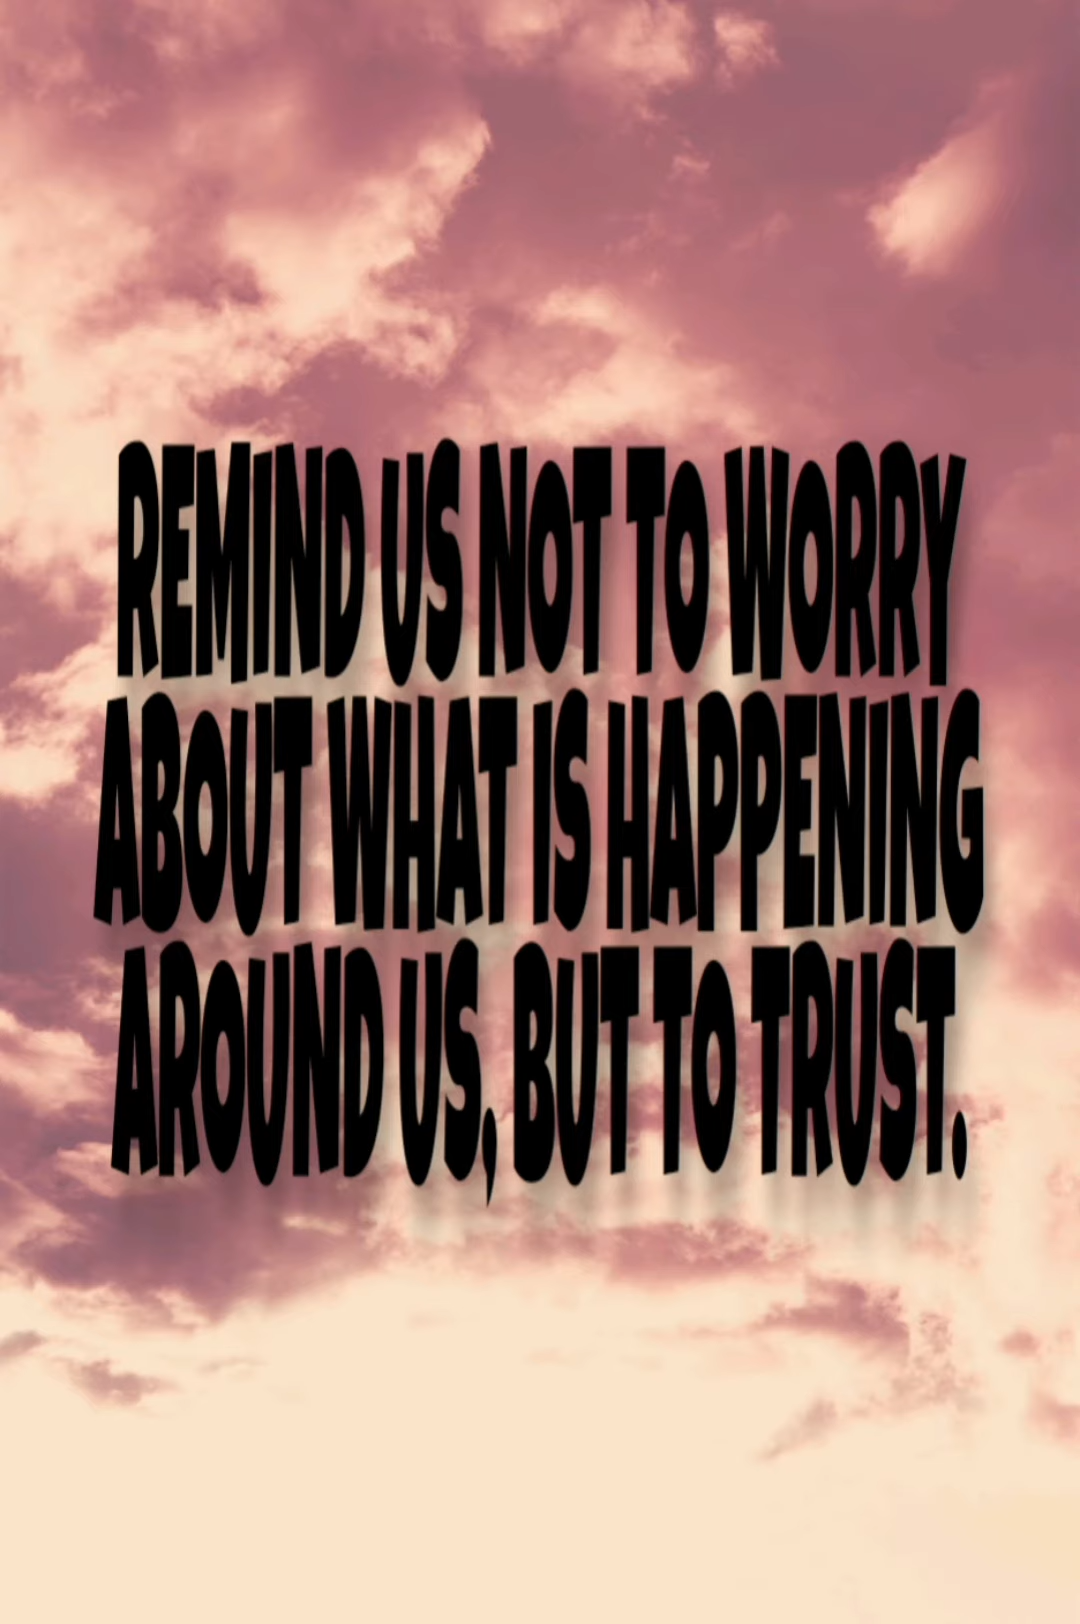 REMIND US NOT TO WORRY
ABOUT WHAT IS HAPPENING
AROUND US, BUT TO TRUST.